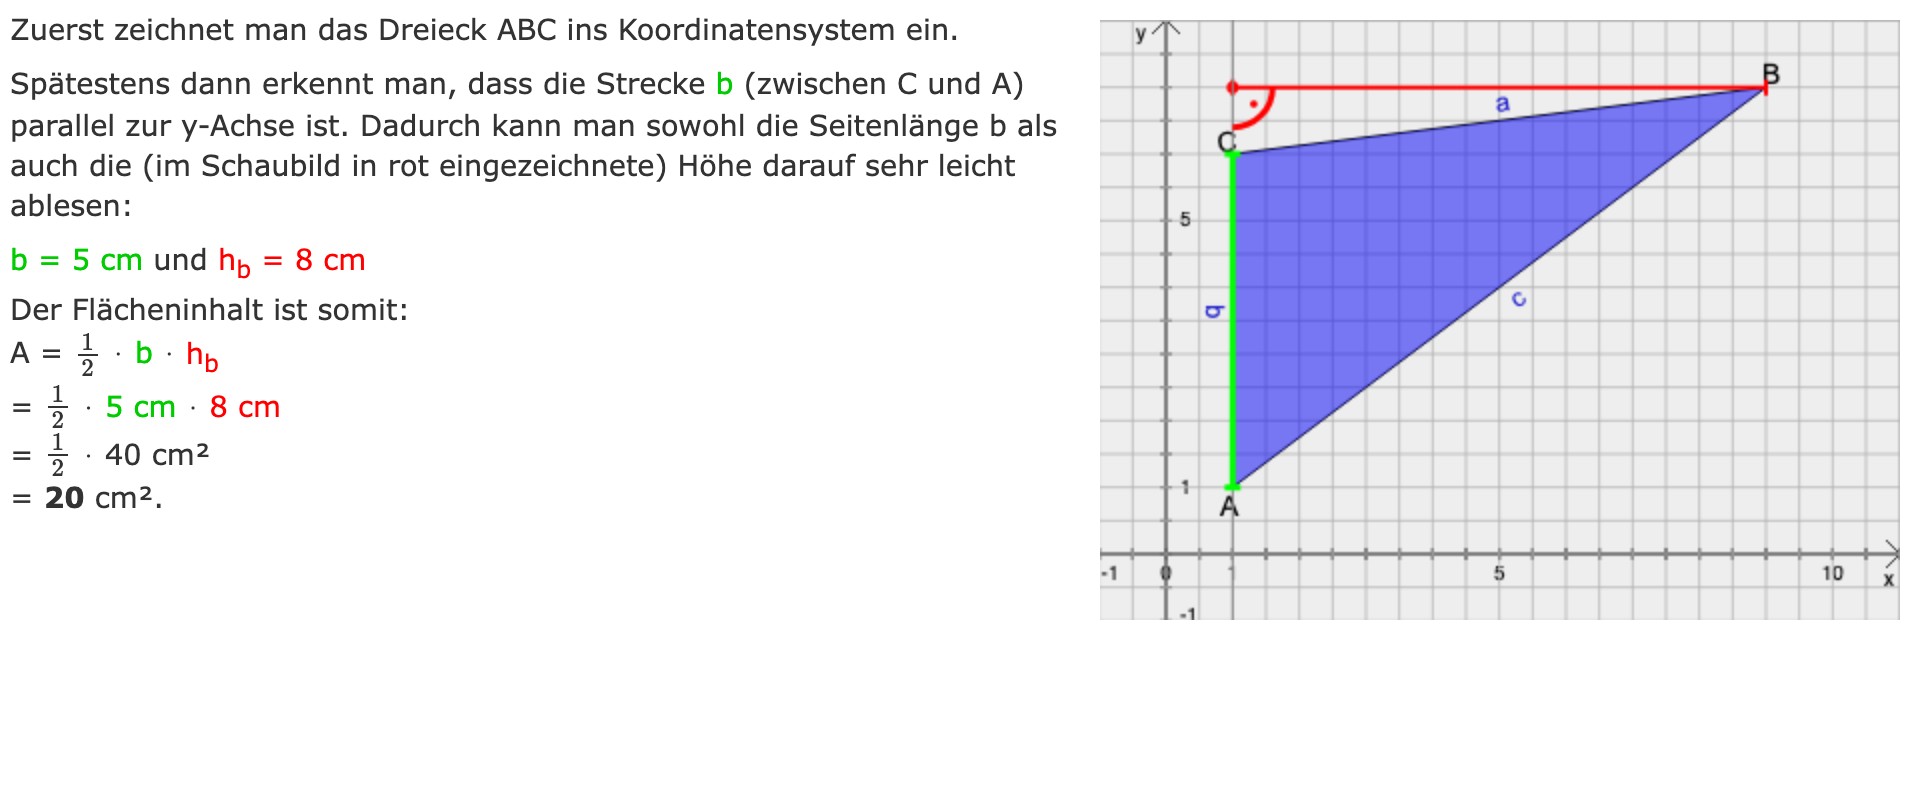 Zuerst zeichnet man das Dreieck ABC ins Koordinatensystem ein.
Spätestens dann erkennt man, dass die Strecke b (zwischen C und A)
parallel zur y-Achse ist. Dadurch kann man sowohl die Seitenlänge b als
auch die (im Schaubild in rot eingezeichnete) Höhe darauf sehr leicht
ablesen:
b = 5 cm und h_b = 8 cm
Der Flächeninhalt ist somit:
A = 1/2 · b · h_b
= 1/2 · 5 cm · 8 cm
= 1/2 · 40 cm²
= 20 cm².
y
B
a
C
5
b
c
1
A
-1 0 1 5 10 x
-1